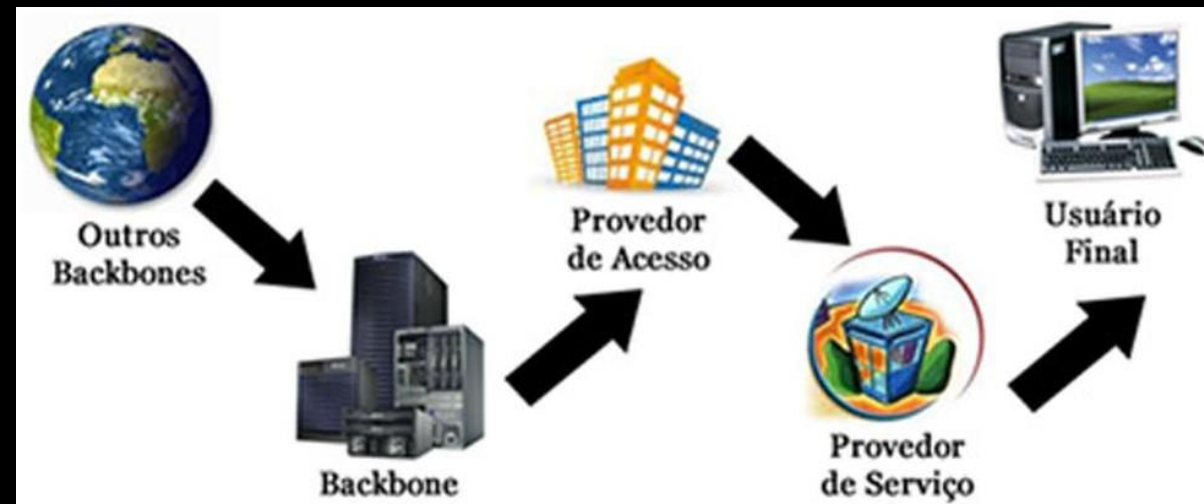 Outros
Backbones
Backbone
Provedor
de Acesso
Provedor
de Serviço
Usuário
Final